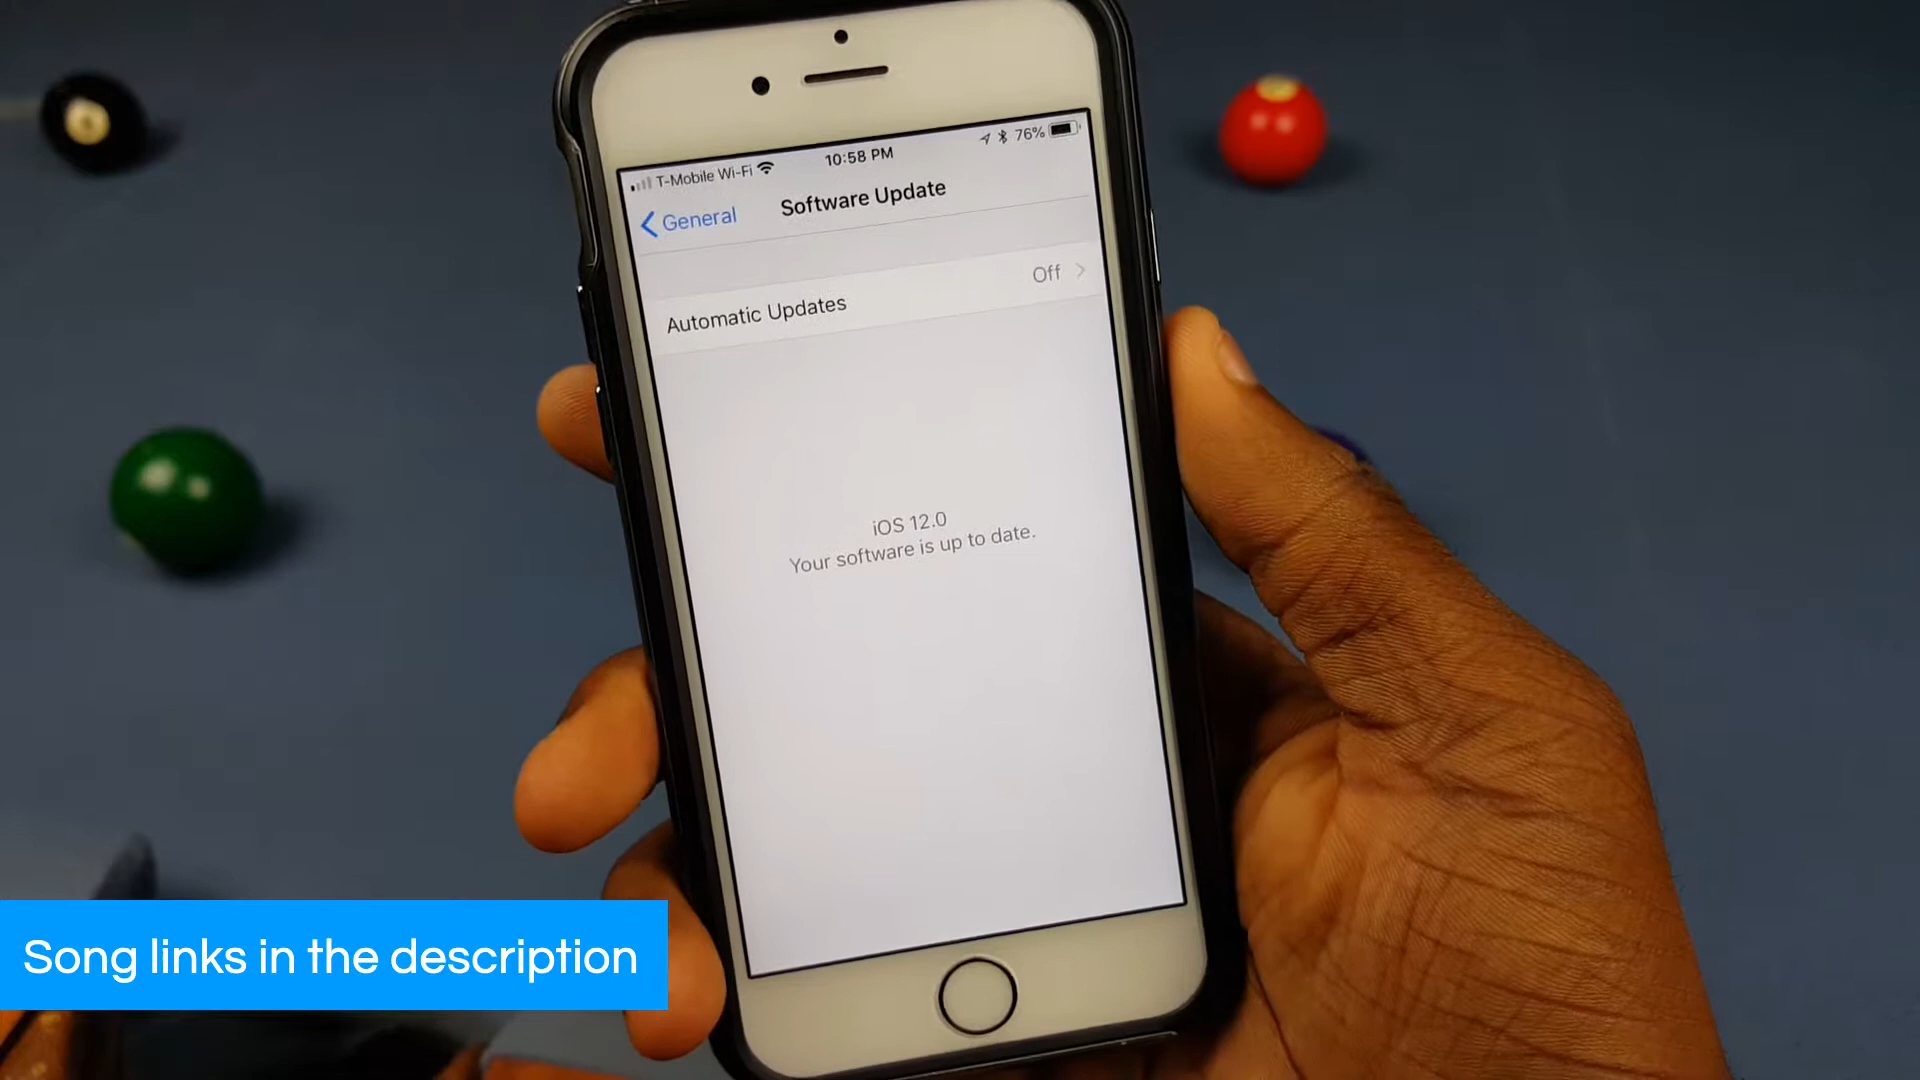 T-Mobile Wi-Fi 10:58 PM 76%
General Software Update
Automatic Updates Off
iOS 12.0
Your software is up to date.
Song links in the description